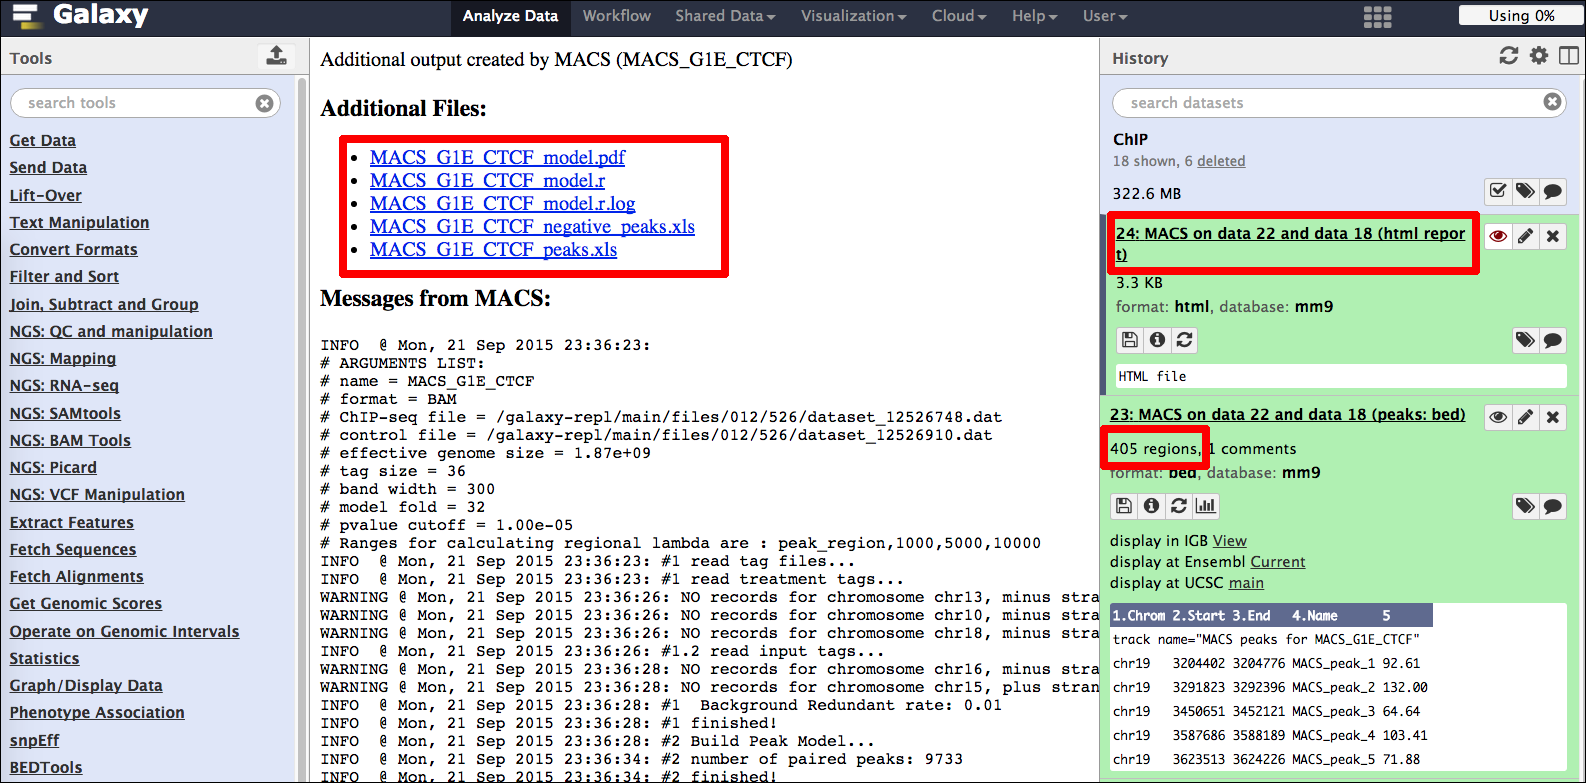 Galaxy
Analyze Data
Workflow
Shared Data
Visualization
Cloud
Help
User
Using 0%
Tools
search tools
Get Data
Send Data
Lift-Over
Text Manipulation
Convert Formats
Filter and Sort
Join, Subtract and Group
NGS: QC and manipulation
NGS: Mapping
NGS: RNA-seq
NGS: SAMtools
NGS: BAM Tools
NGS: Picard
NGS: VCF Manipulation
Extract Features
Fetch Sequences
Fetch Alignments
Get Genomic Scores
Operate on Genomic Intervals
Statistics
Graph/Display Data
Phenotype Association
snpEff
BEDTools
Additional output created by MACS (MACS_G1E_CTCF)
Additional Files:
• MACS_G1E_CTCF_model.pdf
• MACS_G1E_CTCF_model.r
• MACS_G1E_CTCF_model.r.log
• MACS_G1E_CTCF_negative_peaks.xls
• MACS_G1E_CTCF_peaks.xls
Messages from MACS:
INFO  @ Mon, 21 Sep 2015 23:36:23:
# ARGUMENTS LIST:
# name = MACS_G1E_CTCF
# format = BAM
# ChIP-seq file = /galaxy-repl/main/files/012/526/dataset_12526748.dat
# control file = /galaxy-repl/main/files/012/526/dataset_12526910.dat
# effective genome size = 1.87e+09
# tag size = 36
# band width = 300
# model fold = 32
# pvalue cutoff = 1.00e-05
# Ranges for calculating regional lambda are : peak_region,1000,5000,10000
INFO  @ Mon, 21 Sep 2015 23:36:23: #1 read tag files...
INFO  @ Mon, 21 Sep 2015 23:36:23: #1 read treatment tags...
WARNING @ Mon, 21 Sep 2015 23:36:26: NO records for chromosome chr13, minus stra
WARNING @ Mon, 21 Sep 2015 23:36:26: NO records for chromosome chr10, minus stra
WARNING @ Mon, 21 Sep 2015 23:36:26: NO records for chromosome chr18, minus stra
INFO  @ Mon, 21 Sep 2015 23:36:26: #1.2 read input tags...
WARNING @ Mon, 21 Sep 2015 23:36:28: NO records for chromosome chr16, minus stra
WARNING @ Mon, 21 Sep 2015 23:36:28: NO records for chromosome chr15, plus stran
INFO  @ Mon, 21 Sep 2015 23:36:28: #1  Background Redundant rate: 0.01
INFO  @ Mon, 21 Sep 2015 23:36:28: #1 finished!
INFO  @ Mon, 21 Sep 2015 23:36:28: #2 Build Peak Model...
INFO  @ Mon, 21 Sep 2015 23:36:34: #2 number of paired peaks: 9733
INFO  @ Mon, 21 Sep 2015 23:36:34: #2 finished!
History
search datasets
ChIP
18 shown, 6 deleted
322.6 MB
24: MACS on data 22 and data 18 (html repor
t)
3.3 KB
format: html, database: mm9
HTML file
23: MACS on data 22 and data 18 (peaks: bed)
405 regions, 1 comments
format: bed, database: mm9
display in IGB View
display at Ensembl Current
display at UCSC main
1.Chrom 2.Start 3.End 4.Name 5
track name="MACS peaks for MACS_G1E_CTCF"
chr19 3204402 3204776 MACS_peak_1 92.61
chr19 3291823 3292396 MACS_peak_2 132.00
chr19 3450651 3452121 MACS_peak_3 64.64
chr19 3587686 3588189 MACS_peak_4 103.41
chr19 3623513 3624226 MACS_peak_5 71.88